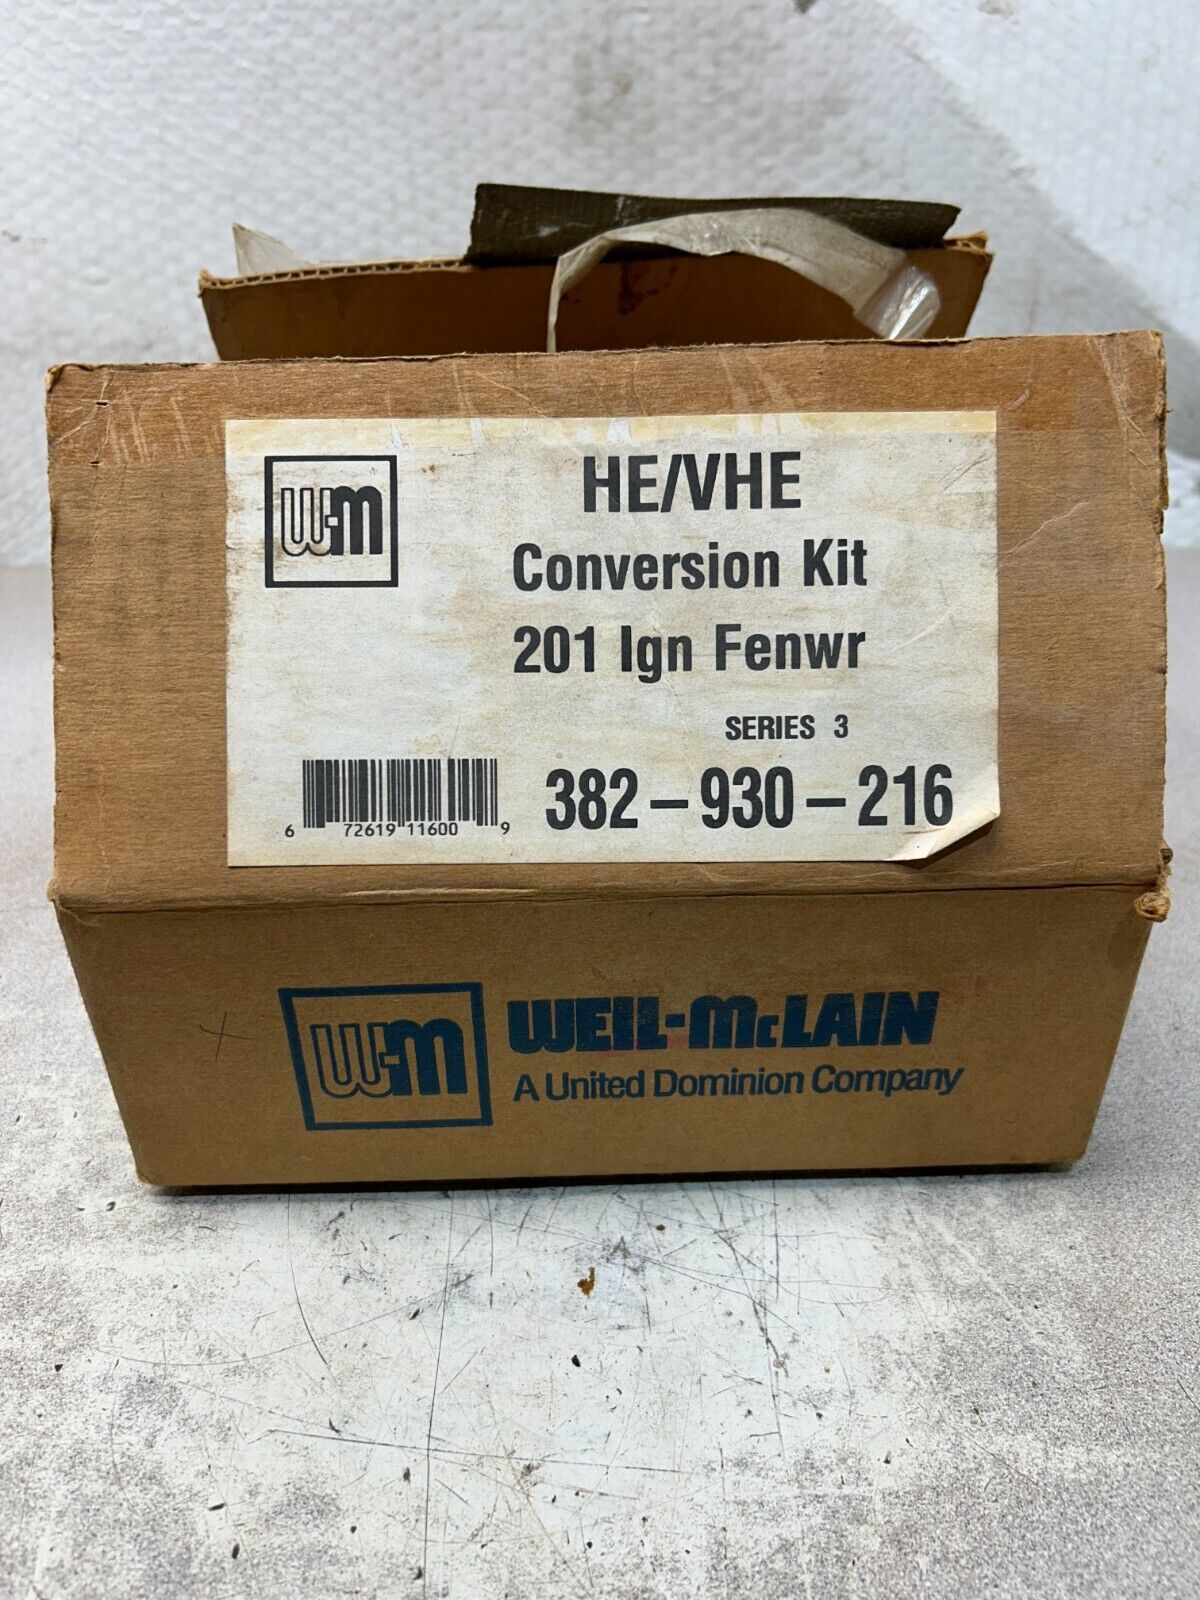 W-M
HE/VHE
Conversion Kit
201 Ign Fenwr
SERIES 3
6 72619 11600 9
382-930-216
W-M
WEIL-McLAIN
A United Dominion Company